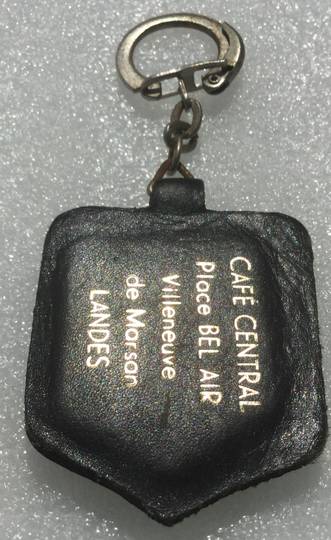 CAFÉ CENTRAL
Place BEL AIR
Villeneuve
de Marsan
LANDES